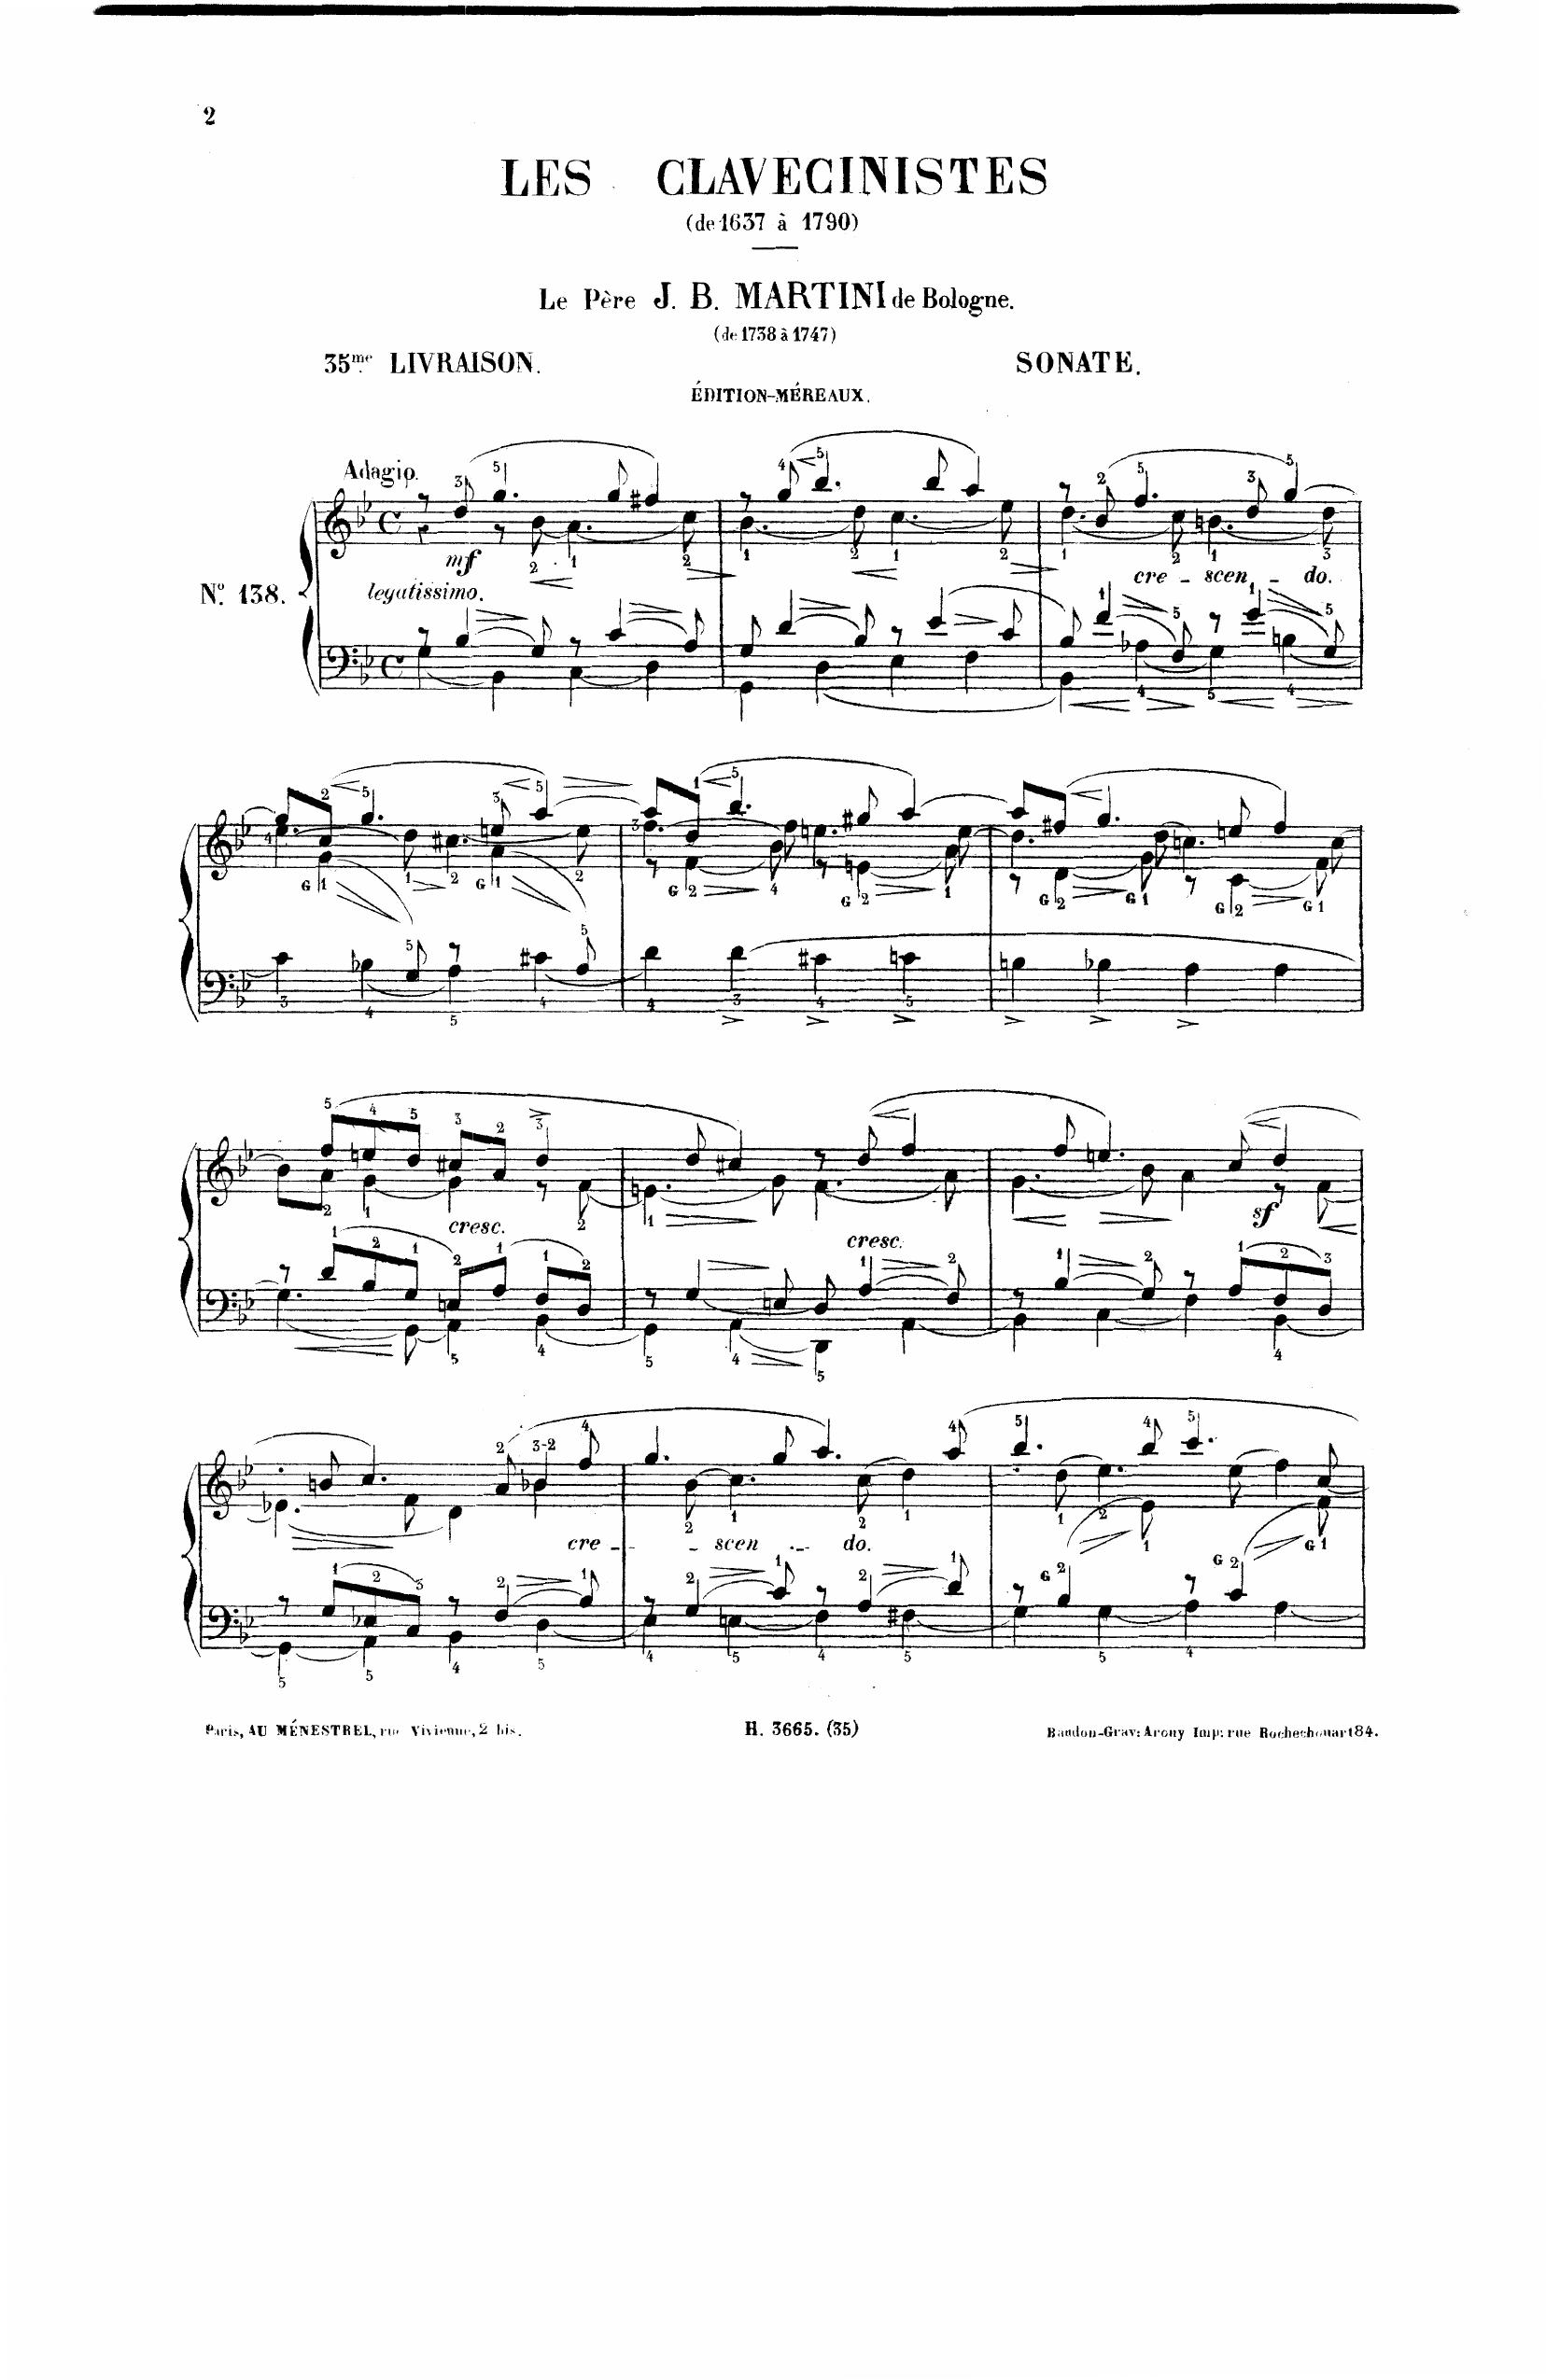 2
LES CLAVECINISTES
(de 1637 à 1790)
Le Père J. B. MARTINI de Bologne.
(de 1738 à 1747)
35me LIVRAISON. SONATE.
ÉDITION-MÉREAUX.
Adagio.
mf
cre - scen - do.
Nº 138. legatissimo.
cresc.
cresc.
sf
cre - - scen - - do.
Paris, AU MÉNESTREL, rue Vivienne, 2 bis. H. 3665. (35) Baudon-Grav: Arouy Imp: rue Rochechouart 84.